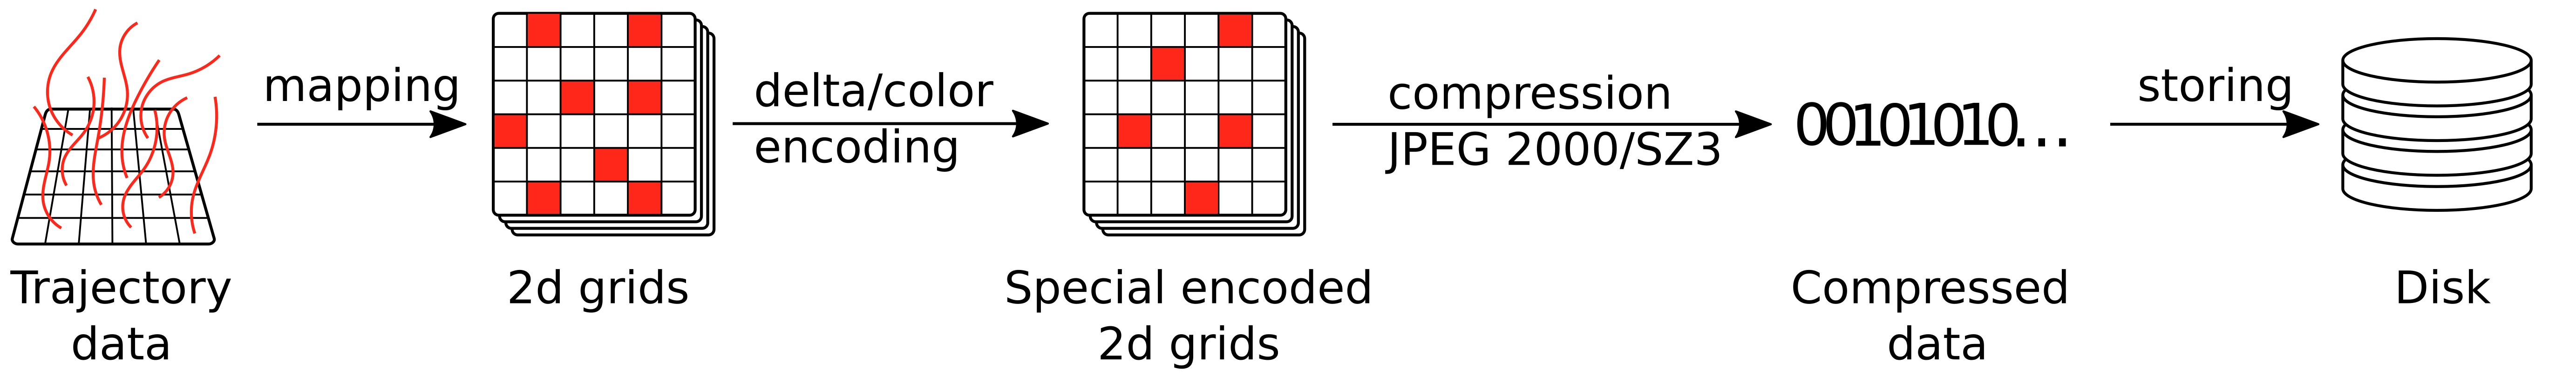 mapping
delta/color
encoding
compression
JPEG 2000/SZ3
00101010...
storing
Trajectory
data
2d grids
Special encoded
2d grids
Compressed
data
Disk